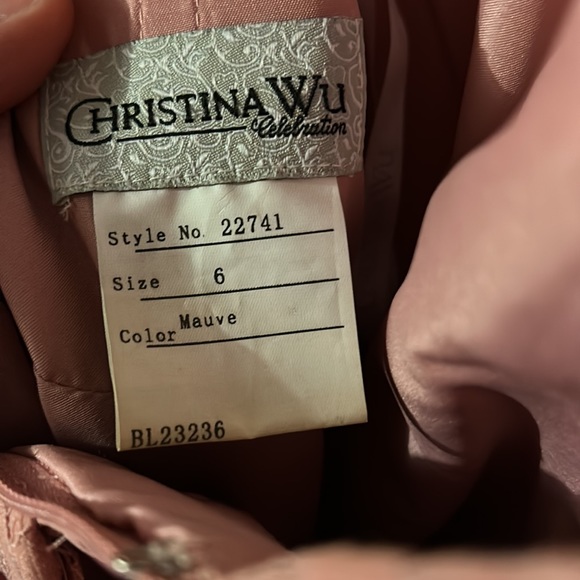 CHRISTINA WU
Celebration
Style No. 22741
Size 6
Color Mauve
BL23236